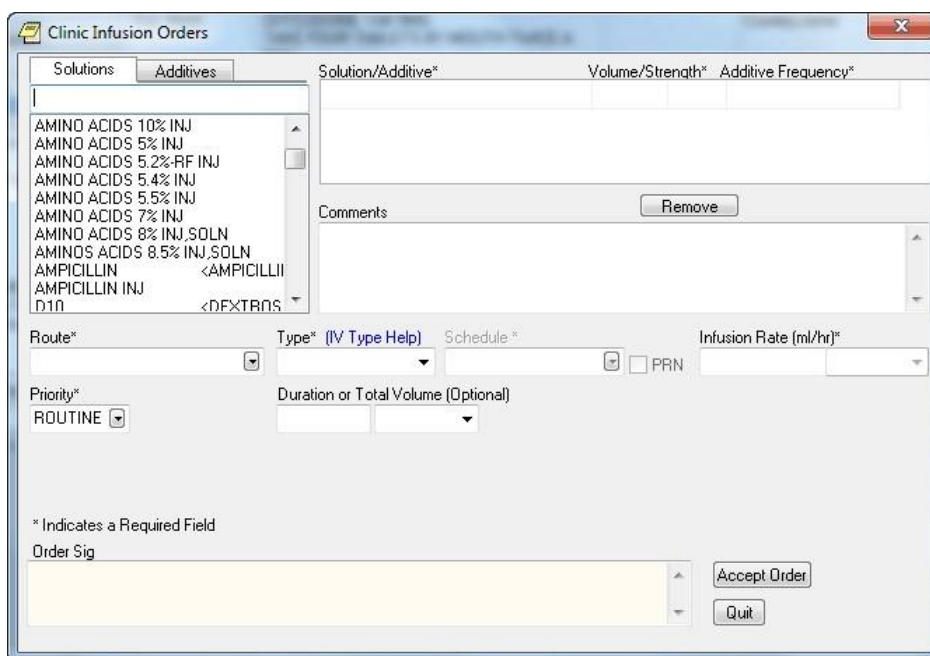 Clinic Infusion Orders
Solutions Additives
Solution/Additive* Volume/Strength* Additive Frequency*
AMINO ACIDS 10% INJ
AMINO ACIDS 5% INJ
AMINO ACIDS 5.2%-RF INJ
AMINO ACIDS 5.4% INJ
AMINO ACIDS 5.5% INJ
AMINO ACIDS 7% INJ
AMINO ACIDS 8% INJ,SOLN
AMINOS ACIDS 8.5% INJ,SOLN
AMPICILLIN <AMPICILLI
AMPICILLIN INJ
D10 <DEXTROS
Remove
Comments
Route* Type* (IV Type Help) Schedule * Infusion Rate (ml/hr)*
PRN
Priority* Duration or Total Volume (Optional)
ROUTINE
* Indicates a Required Field
Order Sig
Accept Order
Quit